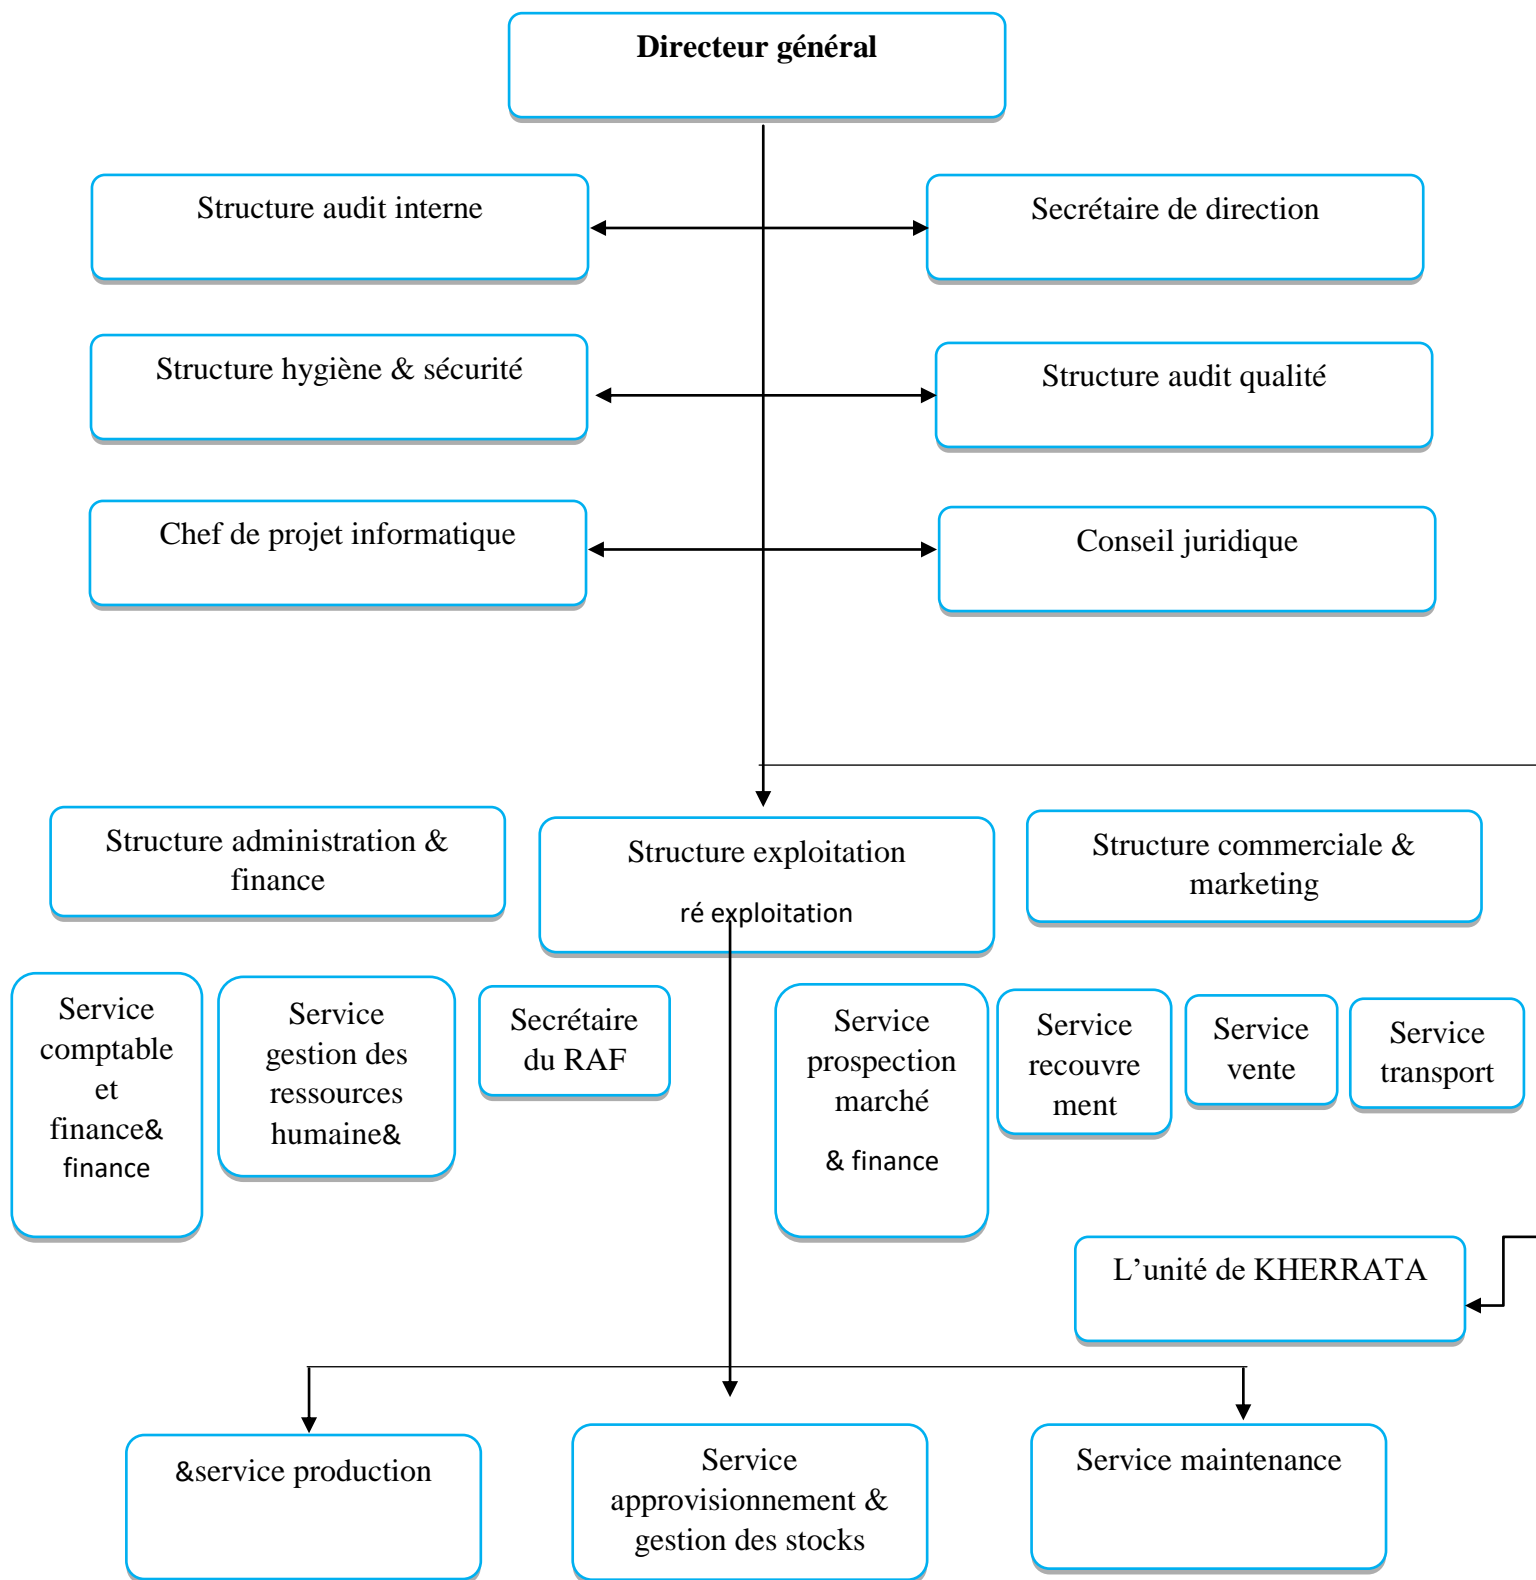 Directeur général
Structure audit interne
Secrétaire de direction
Structure hygiène & sécurité
Structure audit qualité
Chef de projet informatique
Conseil juridique
Structure administration &
finance
Structure exploitation
ré exploitation
Structure commerciale &
marketing
Service
comptable
et
finance&
finance
Service
gestion des
ressources
humaine&
Secrétaire
du RAF
Service
prospection
marché
& finance
Service
recouvre
ment
Service
vente
Service
transport
L’unité de KHERRATA
&service production
Service
approvisionnement &
gestion des stocks
Service maintenance